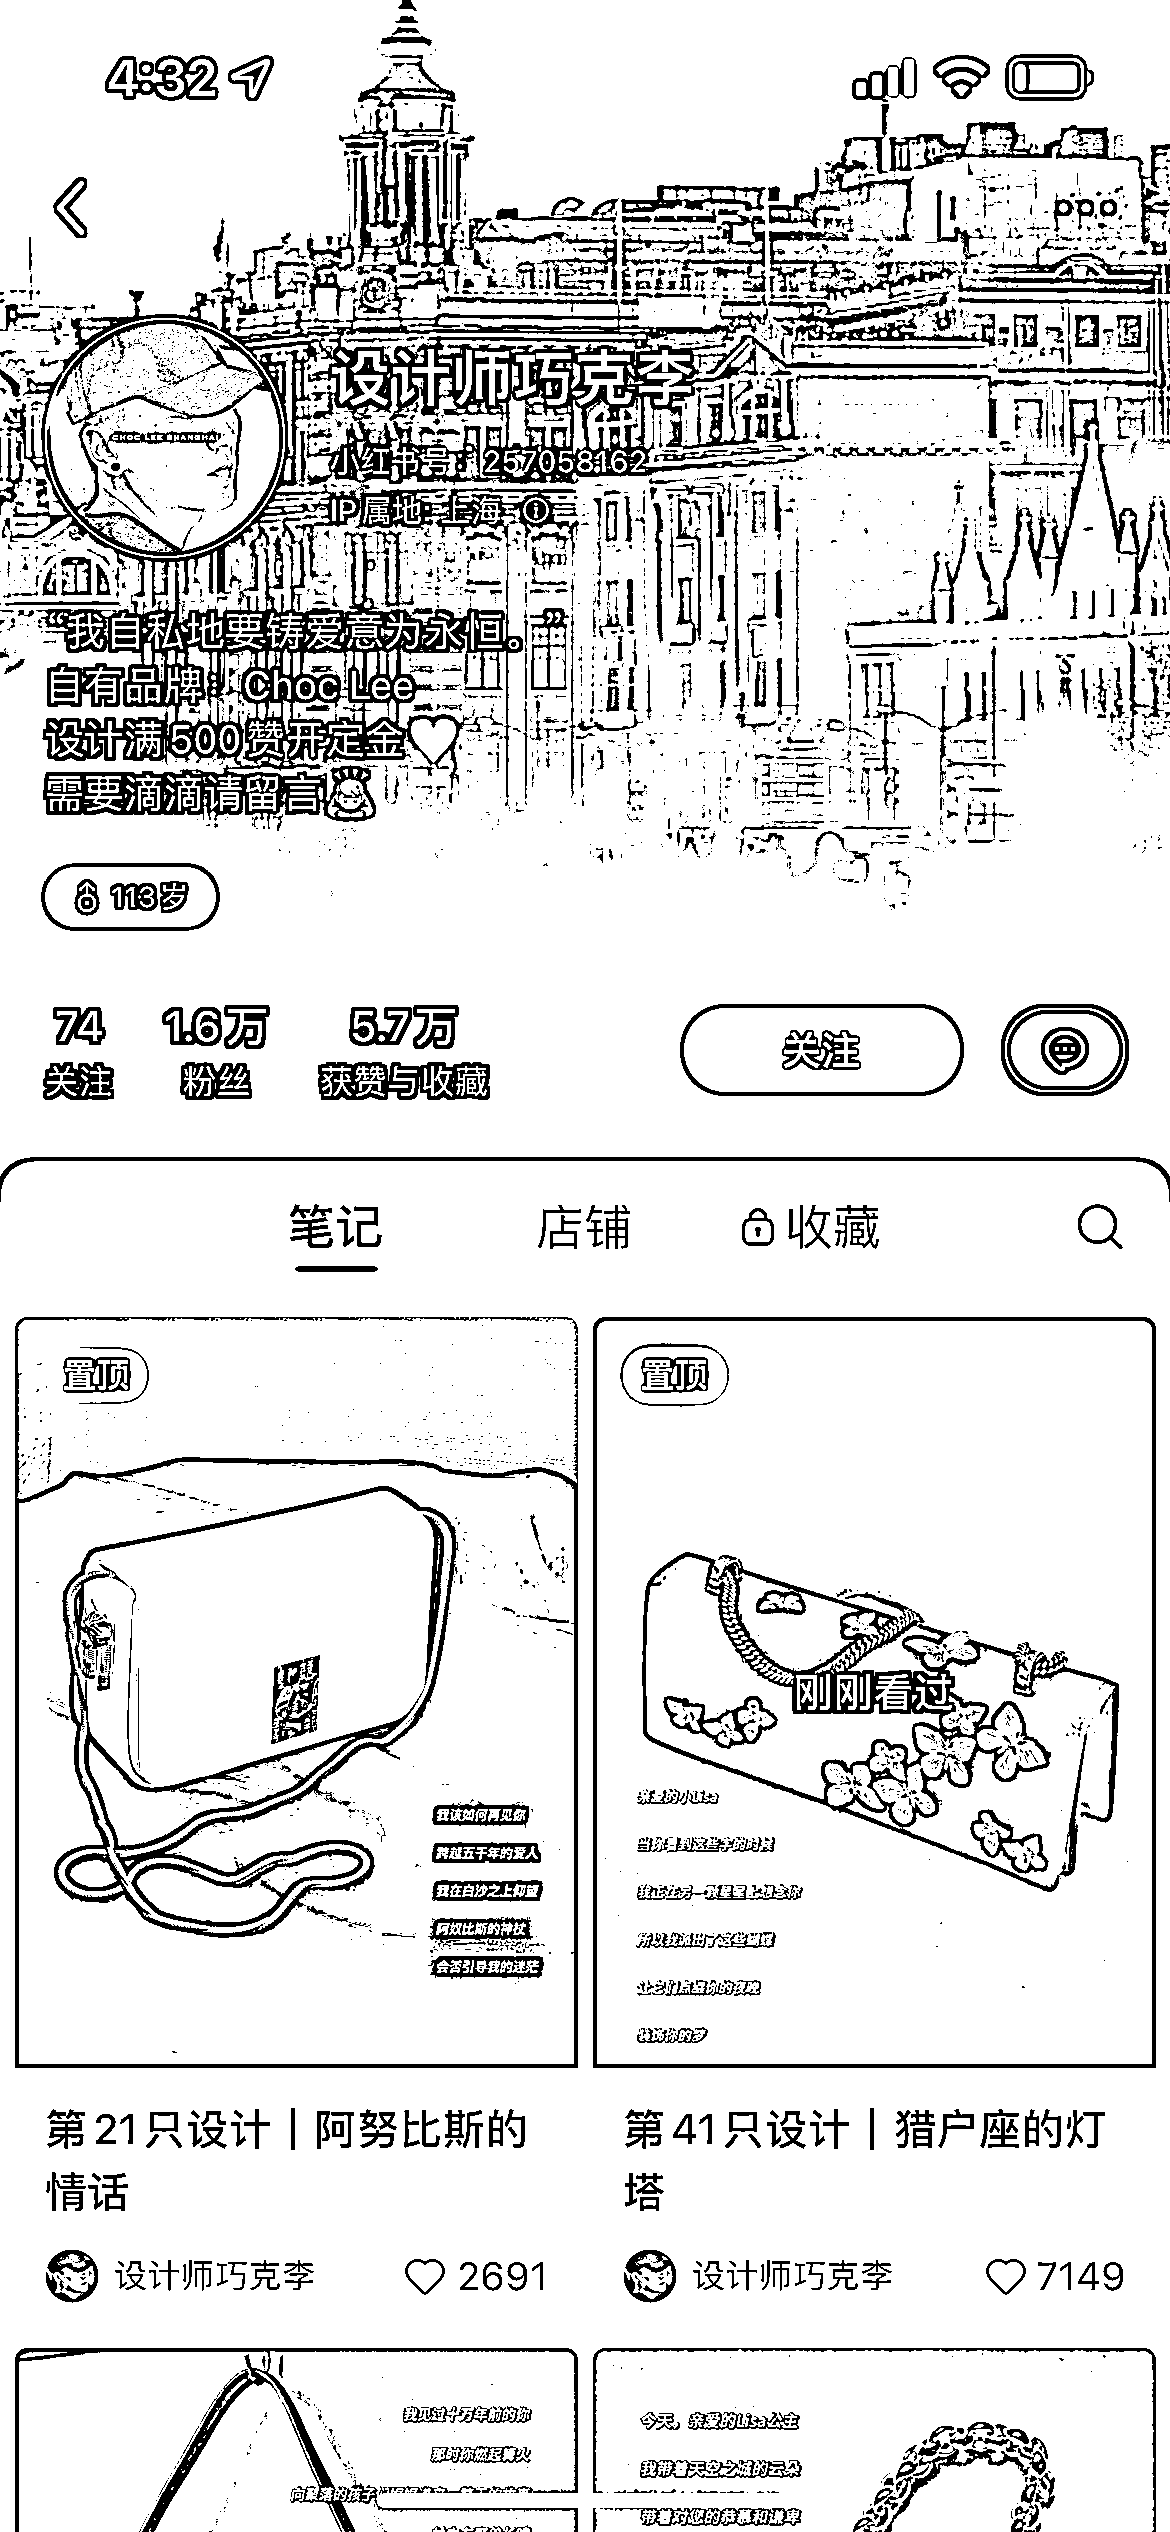 4:32
设计师巧克李
CHOC LEE SHANGHAI
小红书号：257058162
IP属地：上海
“我自私地要铸爱意为永恒。”
自有品牌：Choc Lee
设计满500赞开定金
需要滴滴请留言
113岁
74 1.6万 5.7万
关注 粉丝 获赞与收藏
关注
笔记 店铺 收藏
置顶
我该如何再见你
跨越五千年的爱人
我在白沙之上仰望
阿努比斯的神杖
会否引导我的迷茫
第21只设计｜阿努比斯的
情话
设计师巧克李 2691
置顶
刚刚看过
亲爱的小Lisa
当你看到这些字的时候
我正在另一颗星星上想念你
所以我派出了这些蝴蝶
让它们点缀你的夜晚
装饰你的梦
第41只设计｜猎户座的灯
塔
设计师巧克李 7149
我见过十万年前的你
那时你燃起篝火
向聚落的孩子
今天，亲爱的Lisa公主
我带着天空之城的云朵
带着对您的恭慕和谦卑